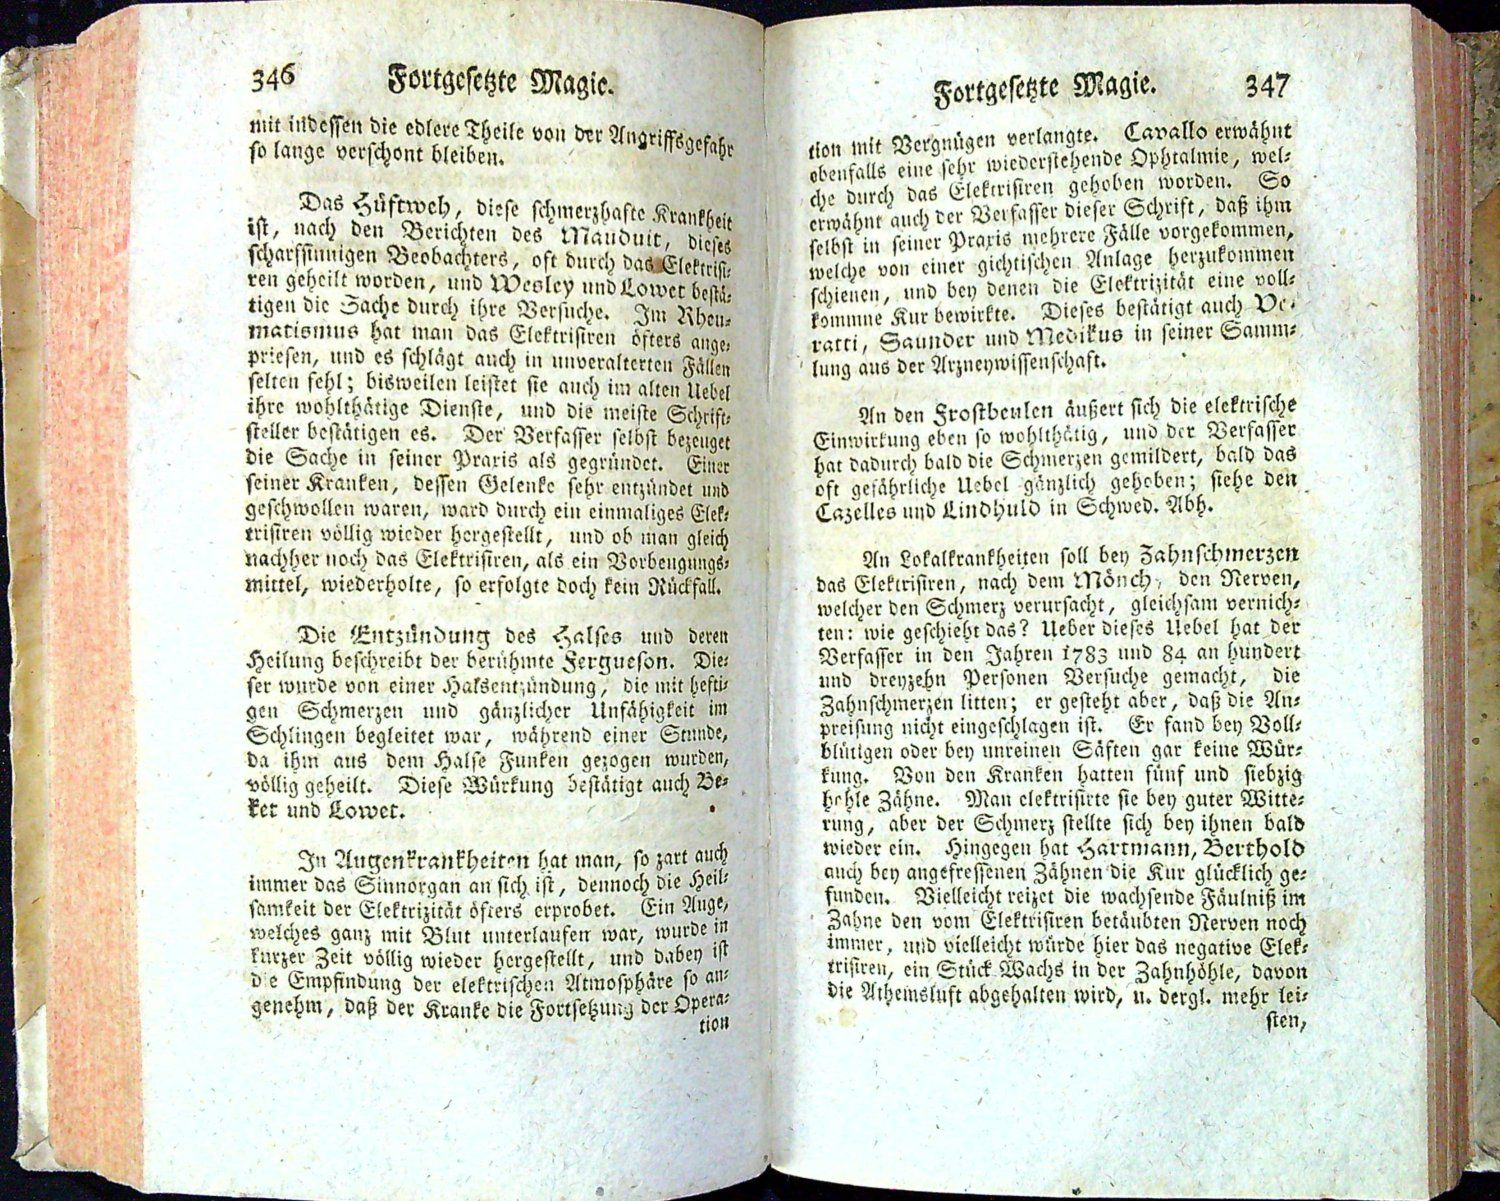 346 Fortgesetzte Magie.
mit indessen die edlere Theile von der Angriffsgefahr
so lange verschont bleiben.
Das Hüftweh, diese schmerzhafte Krankheit
ist, nach den Berichten des Mauduit, dieses
scharfsinnigen Beobachters, oft durch das Elektrisi-
ren geheilt worden, und Wesley und Lowet bestä-
tigen die Sache durch ihre Versuche. Im Rheu-
matismus hat man das Elektrisiren öfters ange-
priesen, und es schlägt auch in unveralterten Fällen
selten fehl; bisweilen leistet sie auch im alten Uebel
ihre wohlthätige Dienste, und die meiste Schrift-
steller bestätigen es. Der Verfasser selbst bezeuget
die Sache in seiner Praxis als gegründet. Einer
seiner Kranken, dessen Gelenke sehr entzündet und
geschwollen waren, ward durch ein einmaliges Elek-
trisiren völlig wieder hergestellt, und ob man gleich
nachher noch das Elektrisiren, als ein Vorbeugungs-
mittel, wiederholte, so erfolgte doch kein Rückfall.
Die Entzündung des Halses und deren
Heilung beschreibt der berühmte Fergueson. Die-
ser wurde von einer Halsentzündung, die mit hefti-
gen Schmerzen und gänzlicher Unfähigkeit im
Schlingen begleitet war, während einer Stunde,
da ihm aus dem Halse Funken gezogen wurden,
völlig geheilt. Diese Würkung bestätigt auch Be-
ket und Lowet.
In Augenkrankheiten hat man, so zart auch
immer das Sinnorgan an sich ist, dennoch die Heil-
samkeit der Elektrizität öfters erprobet. Ein Auge,
welches ganz mit Blut unterlaufen war, wurde in
kurzer Zeit völlig wieder hergestellt, und dabey ist
die Empfindung der elektrischen Atmosphäre so an-
genehm, daß der Kranke die Fortsetzung der Opera-
tion
Fortgesetzte Magie. 347
tion mit Vergnügen verlangte. Cavallo erwähnt
ebenfalls eine sehr wiederstehende Ophtalmie, wel-
che durch das Elektrisiren gehoben worden. So
erwähnt auch der Verfasser dieser Schrift, daß ihm
selbst in seiner Praxis mehrere Fälle vorgekommen,
welche von einer gichtischen Anlage herzukommen
schienen, und bey denen die Elektrizität eine voll-
kommne Kur bewirkte. Dieses bestätigt auch Ve-
ratti, Saunder und Medikus in seiner Samm-
lung aus der Arzneywissenschaft.
An den Frostbeulen äußert sich die elektrische
Einwirkung eben so wohlthätig, und der Verfasser
hat dadurch bald die Schmerzen gemildert, bald das
oft gefährliche Uebel gänzlich gehoben; siehe den
Cazelles und Lindhuld in Schwed. Abh.
An Lokalkrankheiten soll bey Zahnschmerzen
das Elektrisiren, nach dem Mönch, den Nerven,
welcher den Schmerz verursacht, gleichsam vernich-
ten: wie geschieht das? Ueber dieses Uebel hat der
Verfasser in den Jahren 1783 und 84 an hundert
und dreyzehn Personen Versuche gemacht, die
Zahnschmerzen litten; er gesteht aber, daß die An-
preisung nicht eingeschlagen ist. Er fand bey Voll-
blütigen oder bey unreinen Säften gar keine Wür-
kung. Von den Kranken hatten fünf und siebzig
hohle Zähne. Man elektrisirte sie bey guter Witte-
rung, aber der Schmerz stellte sich bey ihnen bald
wieder ein. Hingegen hat Hartmann, Berthold
auch bey angefressenen Zähnen die Kur glücklich ge-
funden. Vielleicht reizet die wachsende Fäulniß im
Zahne den vom Elektrisiren betäubten Nerven noch
immer, und vielleicht würde hier das negative Elek-
trisiren, ein Stück Wachs in der Zahnhöhle, davon
die Athemsluft abgehalten wird, u. dergl. mehr lei-
sten,